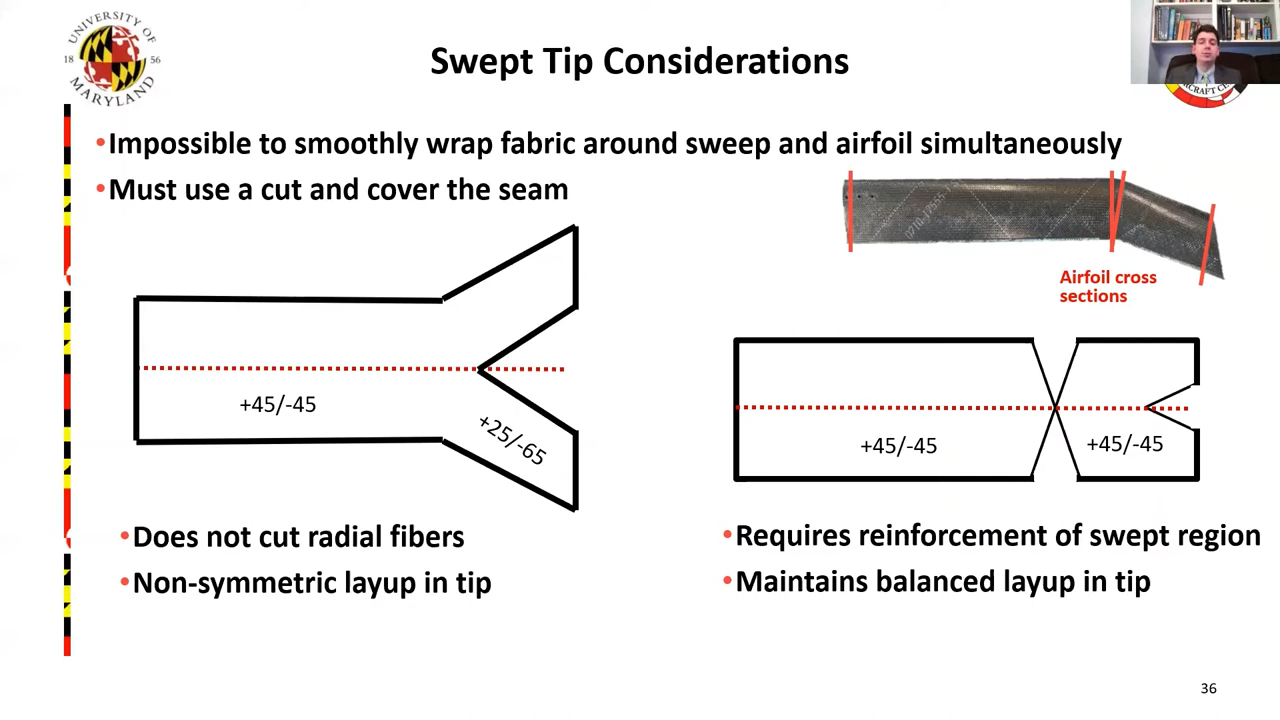 UNIVERSITY OF
18 56
MARYLAND
Swept Tip Considerations
•Impossible to smoothly wrap fabric around sweep and airfoil simultaneously
•Must use a cut and cover the seam
Airfoil cross
sections
+45/-45
+25/-65
+45/-45
+45/-45
•Does not cut radial fibers
•Non-symmetric layup in tip
•Requires reinforcement of swept region
•Maintains balanced layup in tip
36